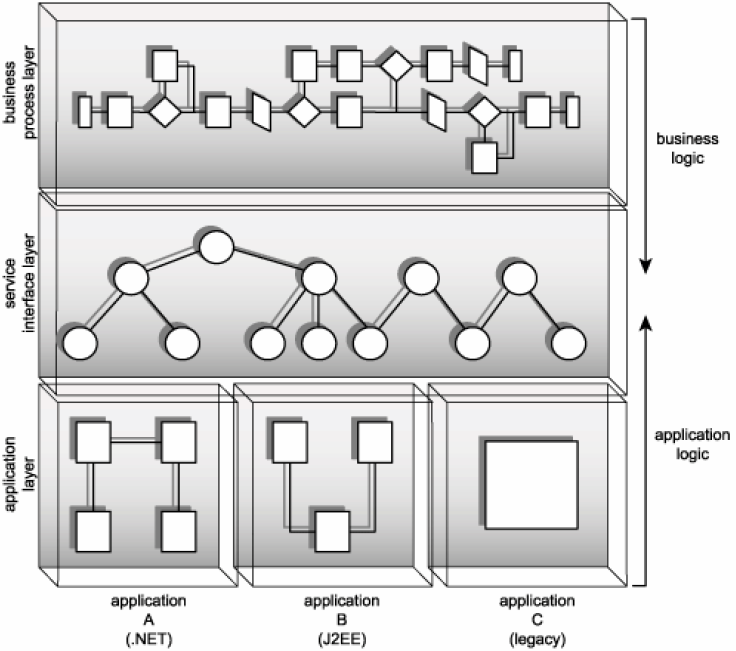 business
process layer
business
logic
service
interface layer
application
layer
application
logic
application
A
(.NET)
application
B
(J2EE)
application
C
(legacy)